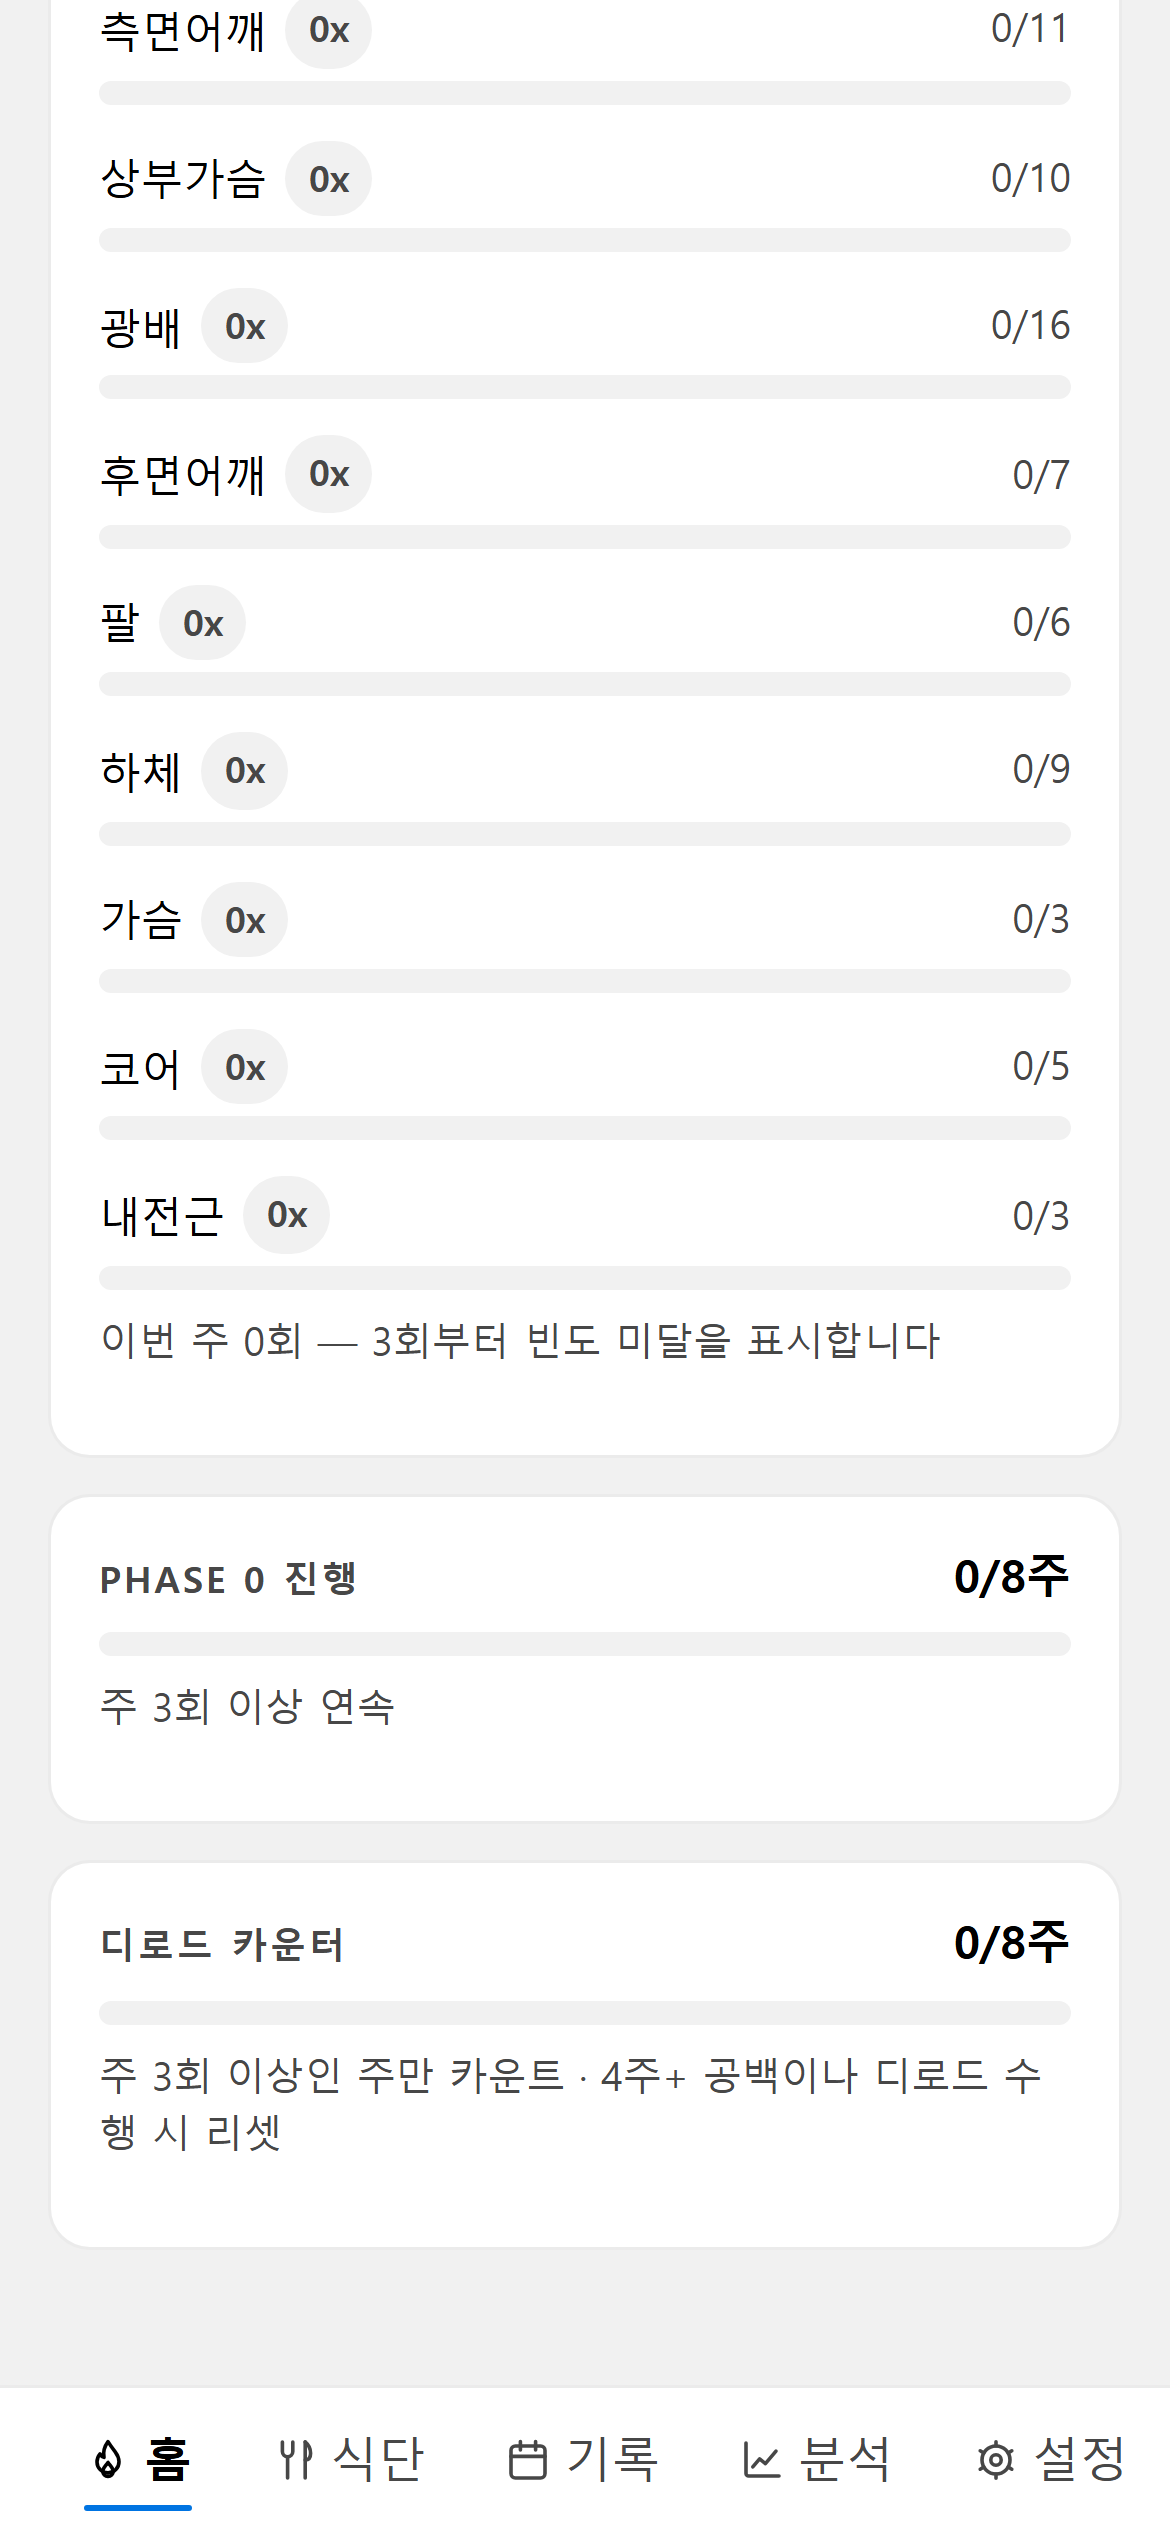 측면어깨 0x 0/11
상부가슴 0x 0/10
광배 0x 0/16
후면어깨 0x 0/7
팔 0x 0/6
하체 0x 0/9
가슴 0x 0/3
코어 0x 0/5
내전근 0x 0/3
이번 주 0회 — 3회부터 빈도 미달을 표시합니다
PHASE 0 진행 0/8주
주 3회 이상 연속
디로드 카운터 0/8주
주 3회 이상인 주만 카운트 · 4주+ 공백이나 디로드 수
행 시 리셋
홈 식단 기록 분석 설정